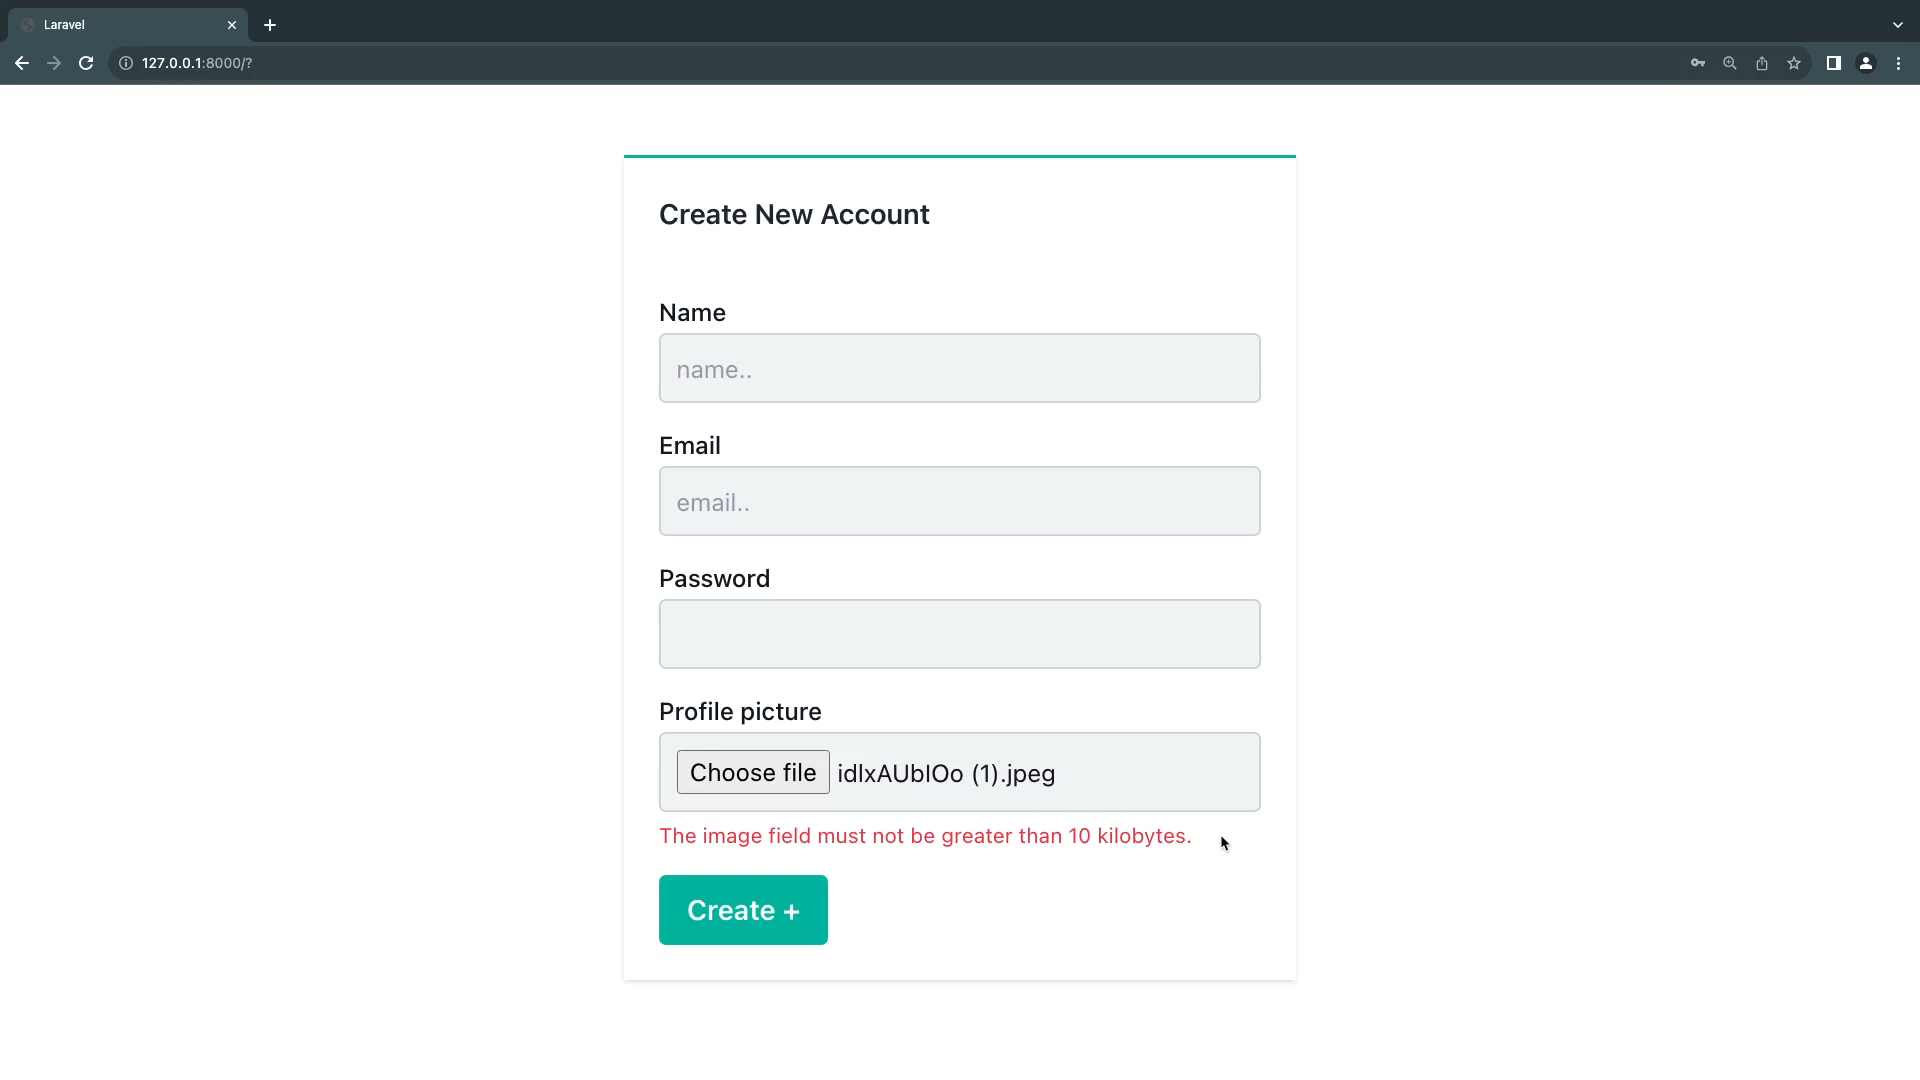 Laravel
127.0.0.1:8000/?
Create New Account
Name
name..
Email
email..
Password
Profile picture
Choose file idlxAUbIOo (1).jpeg
The image field must not be greater than 10 kilobytes.
Create +